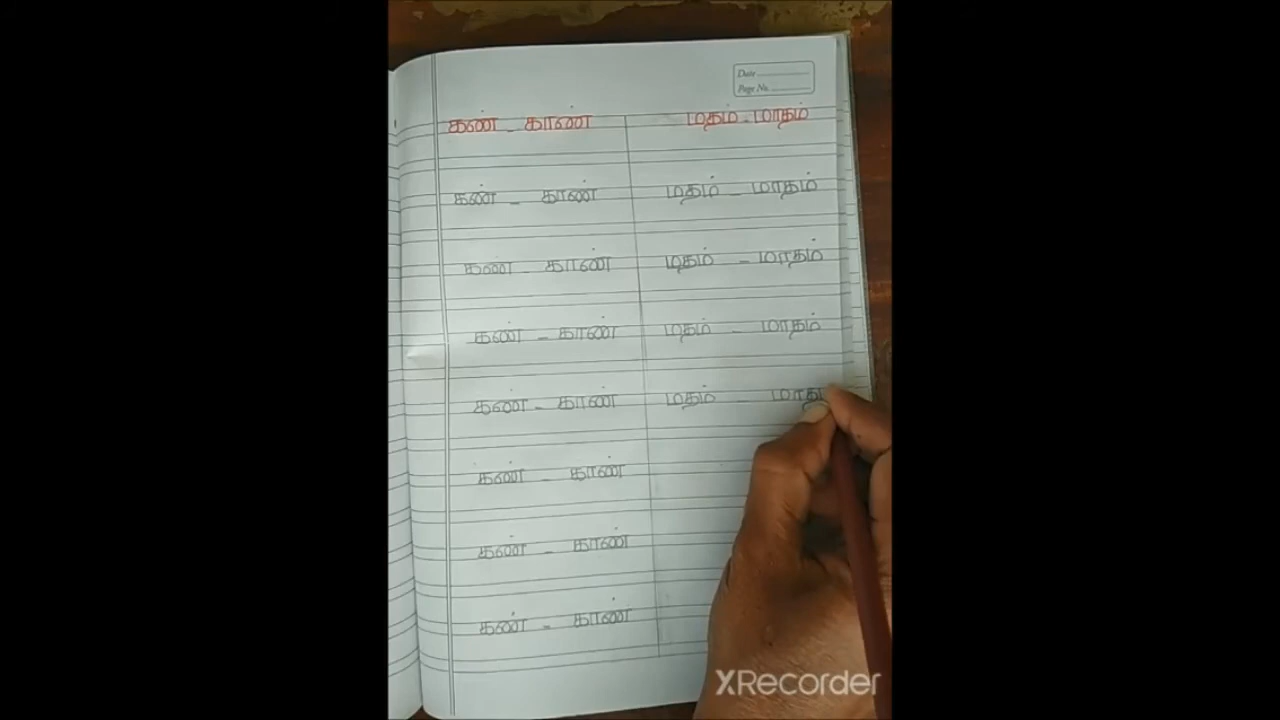 Date
Page No.
கண் - காண் மதம் - மாதம்
கண் - காண் மதம் - மாதம்
கண் - காண் மதம் - மாதம்
கண் - காண் மதம் - மாதம்
கண் - காண் மதம் - மாத
கண் - காண்
கண் - காண்
கண் - காண்
XRecorder